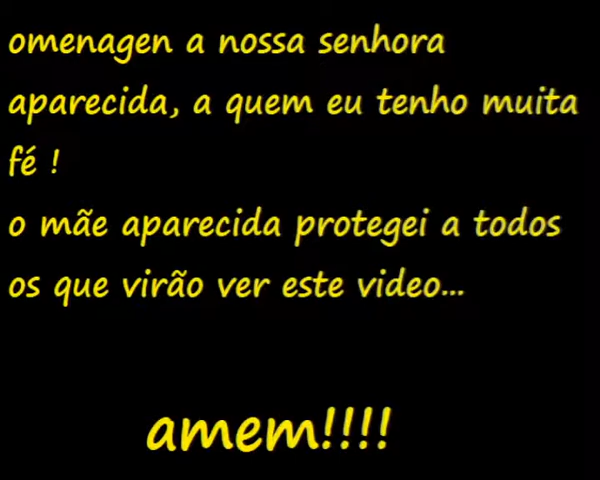 omenagen a nossa senhora
aparecida, a quem eu tenho muita
fé !
o mãe aparecida protegei a todos
os que virão ver este video...
amem!!!!